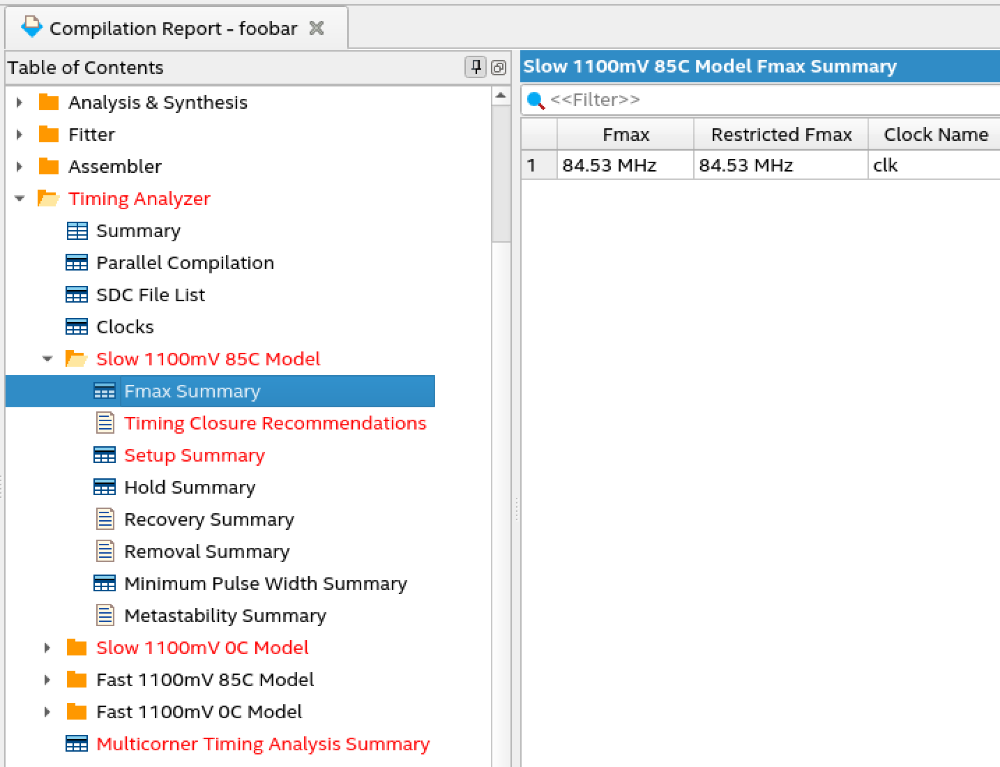 Compilation Report - foobar
Table of Contents
Analysis & Synthesis
Fitter
Assembler
Timing Analyzer
Summary
Parallel Compilation
SDC File List
Clocks
Slow 1100mV 85C Model
Fmax Summary
Timing Closure Recommendations
Setup Summary
Hold Summary
Recovery Summary
Removal Summary
Minimum Pulse Width Summary
Metastability Summary
Slow 1100mV 0C Model
Fast 1100mV 85C Model
Fast 1100mV 0C Model
Multicorner Timing Analysis Summary
Slow 1100mV 85C Model Fmax Summary
<<Filter>>
Fmax Restricted Fmax Clock Name
1 84.53 MHz 84.53 MHz clk